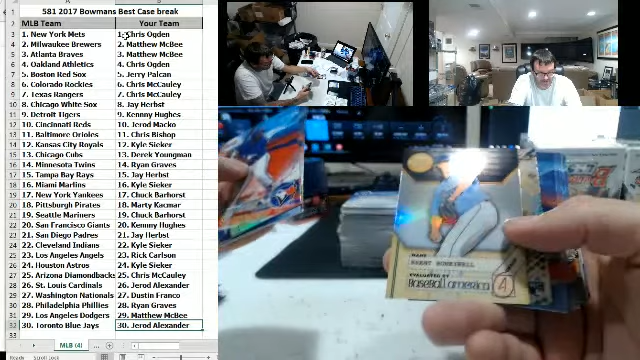 581 2017 Bowmans Best Case break
MLB Team Your Team
1. New York Mets 1. Chris Ogden
2. Milwaukee Brewers 2. Matthew McBee
3. Atlanta Braves 3. Matthew McBee
4. Oakland Athletics 4. Chris Ogden
5. Boston Red Sox 5. Jerry Palcan
6. Colorado Rockies 6. Chris McCauley
7. Texas Rangers 7. Chris McCauley
8. Chicago White Sox 8. Jay Herbst
9. Detroit Tigers 9. Kennny Hughes
10. Cincinnati Reds 10. Jerod Macko
11. Baltimore Orioles 11. Chris Bishop
12. Kansas City Royals 12. Kyle Sieker
13. Chicago Cubs 13. Derek Youngman
14. Minnesota Twins 14. Ryan Graves
15. Tampa Bay Rays 15. Jay Herbst
16. Miami Marlins 16. Kyle Sieker
17. New York Yankees 17. Chuck Barhorst
18. Pittsburgh Pirates 18. Marty Kacmar
19. Seattle Mariners 19. Chuck Barhorst
20. San Francisco Giants 20. Kennny Hughes
21. San Diego Padres 21. Jay Herbst
22. Cleveland Indians 22. Kyle Sieker
23. Los Angeles Angels 23. Rick Carlson
24. Houston Astros 24. Kyle Sieker
25. Arizona Diamondbacks 25. Chris McCauley
26. St. Louis Cardinals 26. Jerod Alexander
27. Washington Nationals 27. Dustin Franco
28. Philadelphia Phillies 28. Ryan Graves
29. Los Angeles Dodgers 29. Matthew McBee
30. Toronto Blue Jays 30. Jerod Alexander
MLB (4)
NAME
BRENT ROOKER
EVALUATED BY
Baseball america 4